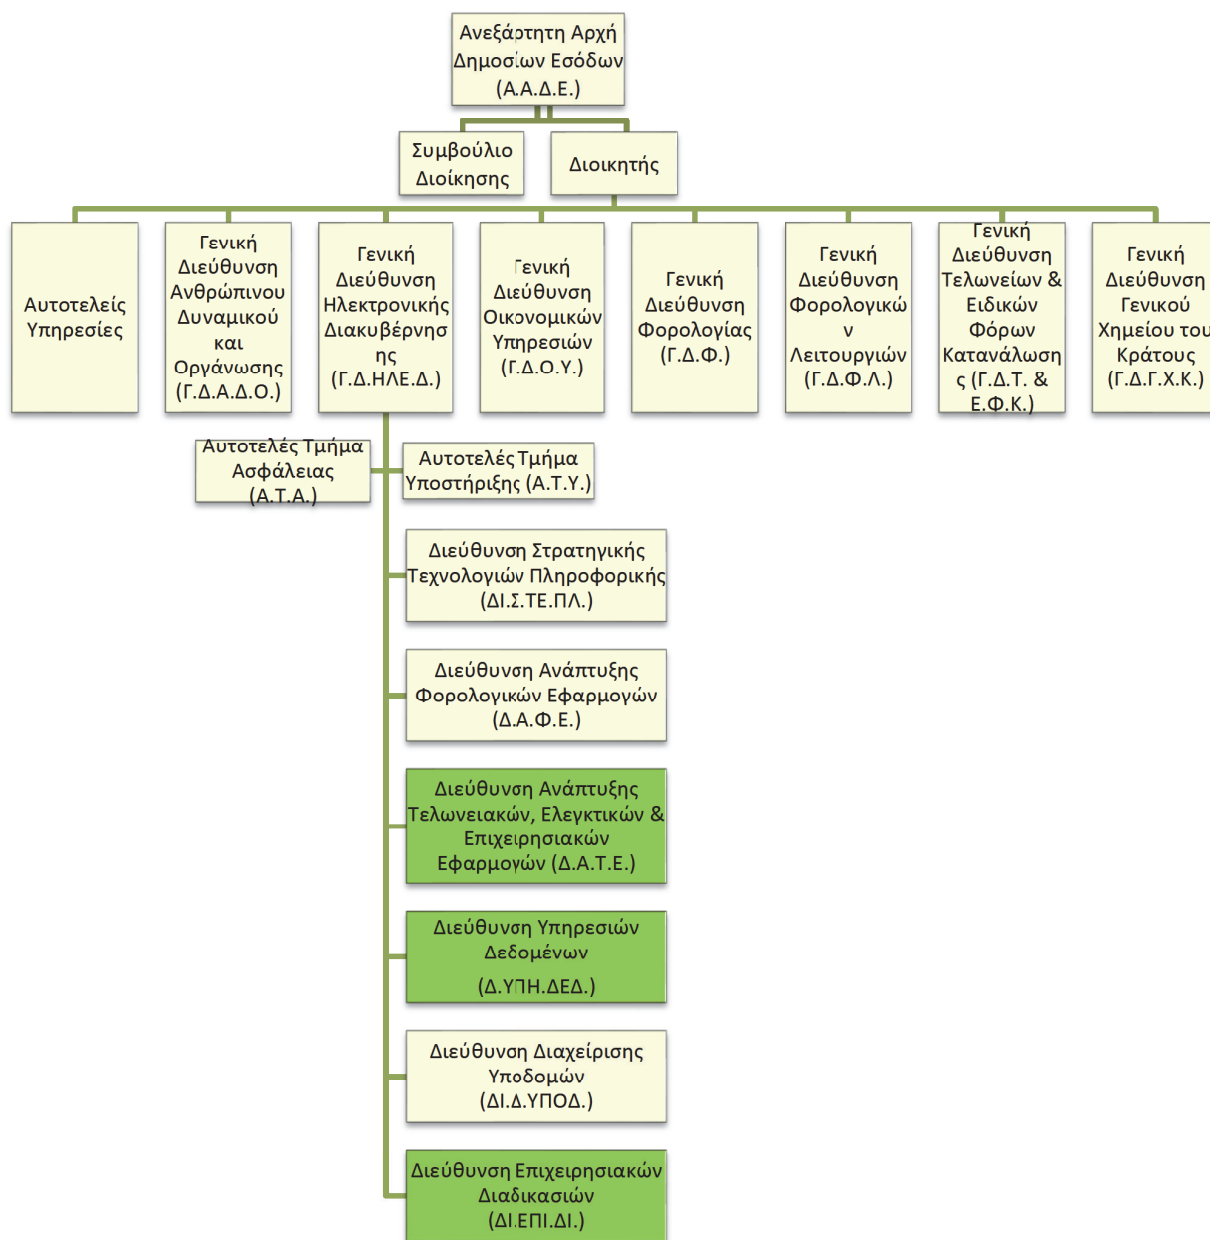 Ανεξάρτητη Αρχή
Δημοσίων Εσόδων
(Α.Α.Δ.Ε.)
Συμβούλιο
Διοίκησης
Διοικητής
Αυτοτελείς
Υπηρεσίες
Γενική
Διεύθυνση
Ανθρώπινου
Δυναμικού
και
Οργάνωσης
(Γ.Δ.Α.Δ.Ο.)
Γενική
Διεύθυνση
Ηλεκτρονικής
Διακυβέρνησ
ης
(Γ.Δ.ΗΛΕ.Δ.)
Γενική
Διεύθυνση
Οικονομικών
Υπηρεσιών
(Γ.Δ.Ο.Υ.)
Γενική
Διεύθυνση
Φορολογίας
(Γ.Δ.Φ.)
Γενική
Διεύθυνση
Φορολογικώ
ν
Λειτουργιών
(Γ.Δ.Φ.Λ.)
Γενική
Διεύθυνση
Τελωνείων &
Ειδικών
Φόρων
Κατανάλωση
ς (Γ.Δ.Τ. &
Ε.Φ.Κ.)
Γενική
Διεύθυνση
Γενικού
Χημείου του
Κράτους
(Γ.Δ.Γ.Χ.Κ.)
Αυτοτελές Τμήμα
Ασφάλειας
(Α.Τ.Α.)
Αυτοτελές Τμήμα
Υποστήριξης (Α.Τ.Υ.)
Διεύθυνση Στρατηγικής
Τεχνολογιών Πληροφορικής
(ΔΙ.Σ.ΤΕ.ΠΛ.)
Διεύθυνση Ανάπτυξης
Φορολογικών Εφαρμογών
(Δ.Α.Φ.Ε.)
Διεύθυνση Ανάπτυξης
Τελωνειακών, Ελεγκτικών &
Επιχειρησιακών
Εφαρμογών (Δ.Α.Τ.Ε.)
Διεύθυνση Υπηρεσιών
Δεδομένων
(Δ.ΥΠΗ.ΔΕΔ.)
Διεύθυνση Διαχείρισης
Υποδομών
(ΔΙ.Δ.ΥΠΟΔ.)
Διεύθυνση Επιχειρησιακών
Διαδικασιών
(ΔΙ.ΕΠΙ.ΔΙ.)